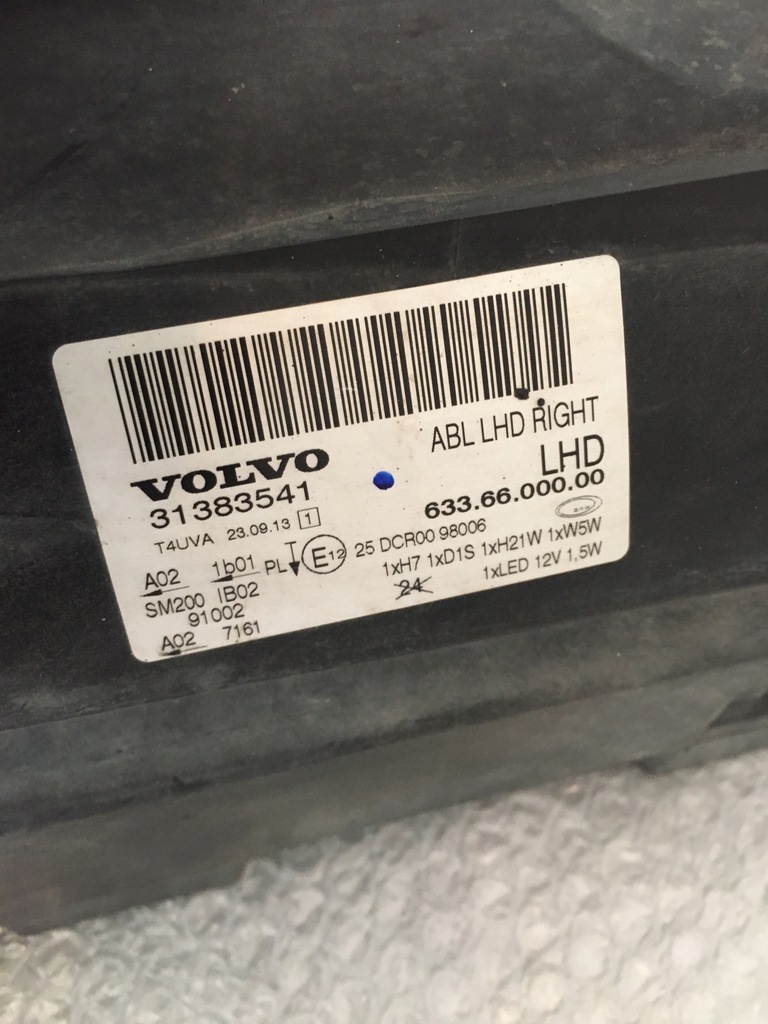 ABL LHD RIGHT
VOLVO
LHD
31383541
633.66.000.00
T4UVA 23.09.13 1
A02 1b01 PL E12 25 DCR00 98006
1xH7 1xD1S 1xH21W 1xW5W
SM200 IB02
24 1xLED 12V 1,5W
91002
A02 7161